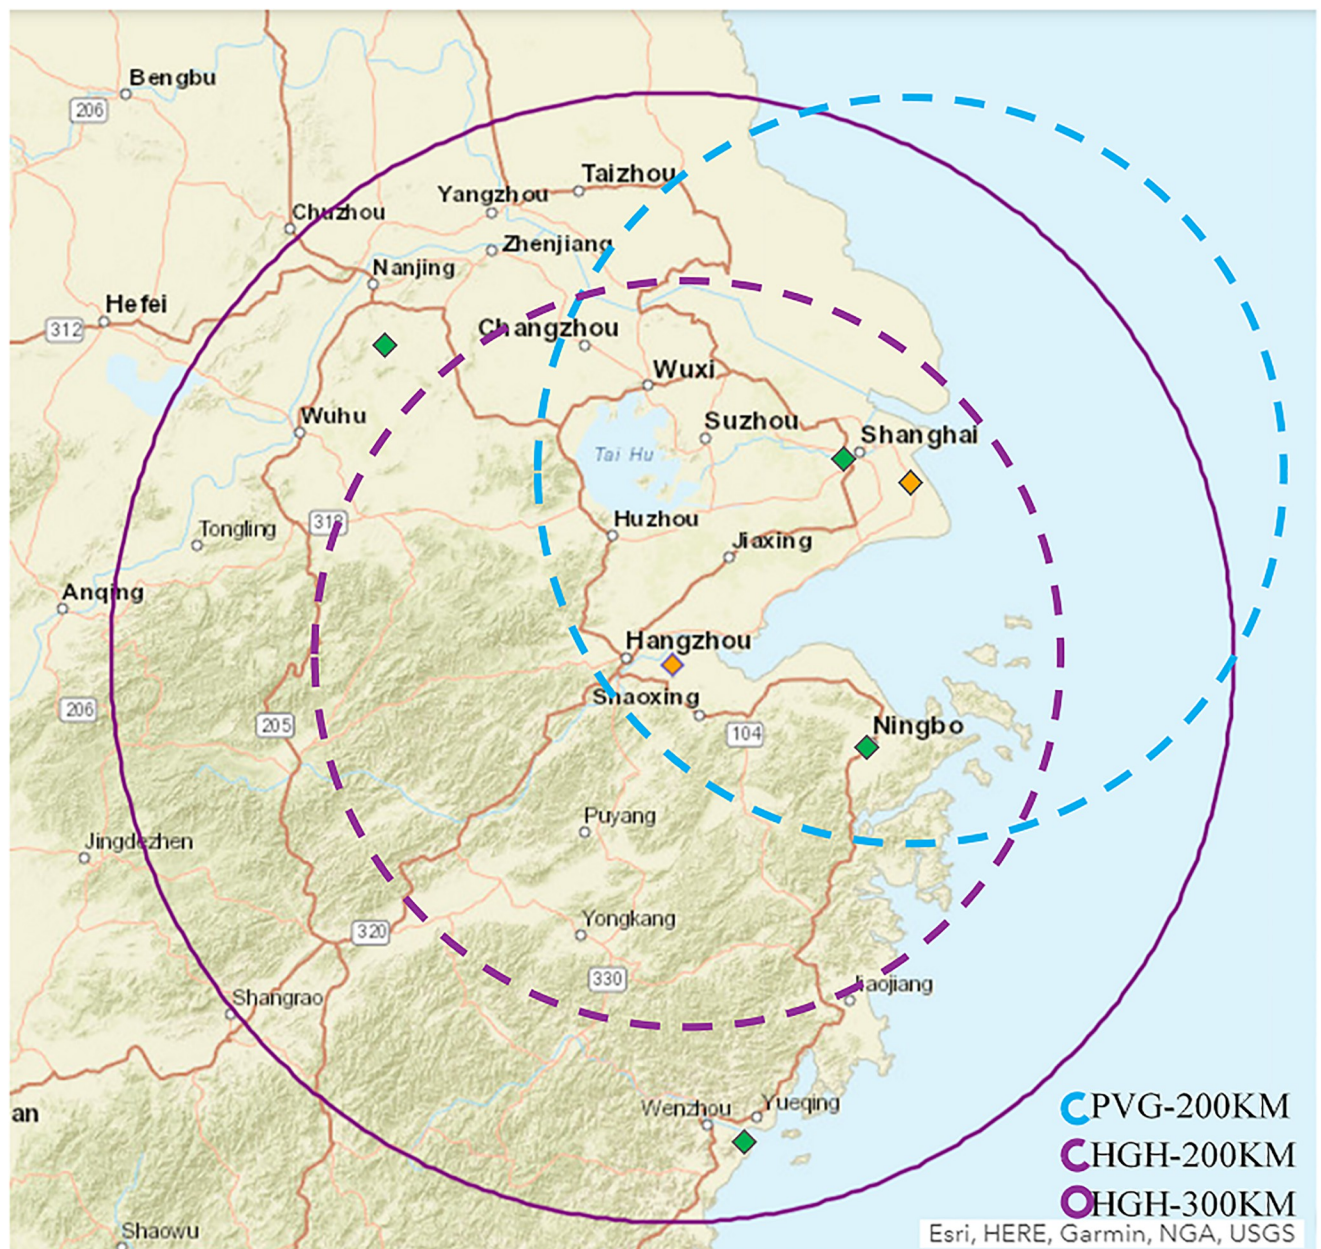 Bengbu
206
Taizhou
Yangzhou
Chuzhou
Zhenjiang
Nanjing
Hefei
312
Changzhou
Wuxi
Wuhu
Suzhou
Shanghai
Tai Hu
318
Tongling
Huzhou
Jiaxing
Anqing
Hangzhou
Shaoxing
206
205
104
Ningbo
Puyang
Jingdezhen
Yongkang
320
330
Jiaojiang
Shangrao
Wenzhou
Yueqing
an
PVG-200KM
HGH-200KM
HGH-300KM
Shaowu
Esri, HERE, Garmin, NGA, USGS